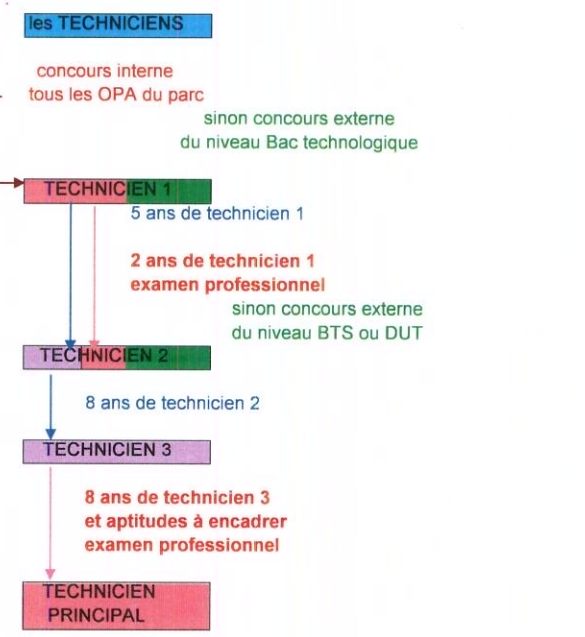 les TECHNICIENS
concours interne
tous les OPA du parc
sinon concours externe
du niveau Bac technologique
TECHNICIEN 1
5 ans de technicien 1
2 ans de technicien 1
examen professionnel
sinon concours externe
du niveau BTS ou DUT
TECHNICIEN 2
8 ans de technicien 2
TECHNICIEN 3
8 ans de technicien 3
et aptitudes à encadrer
examen professionnel
TECHNICIEN
PRINCIPAL